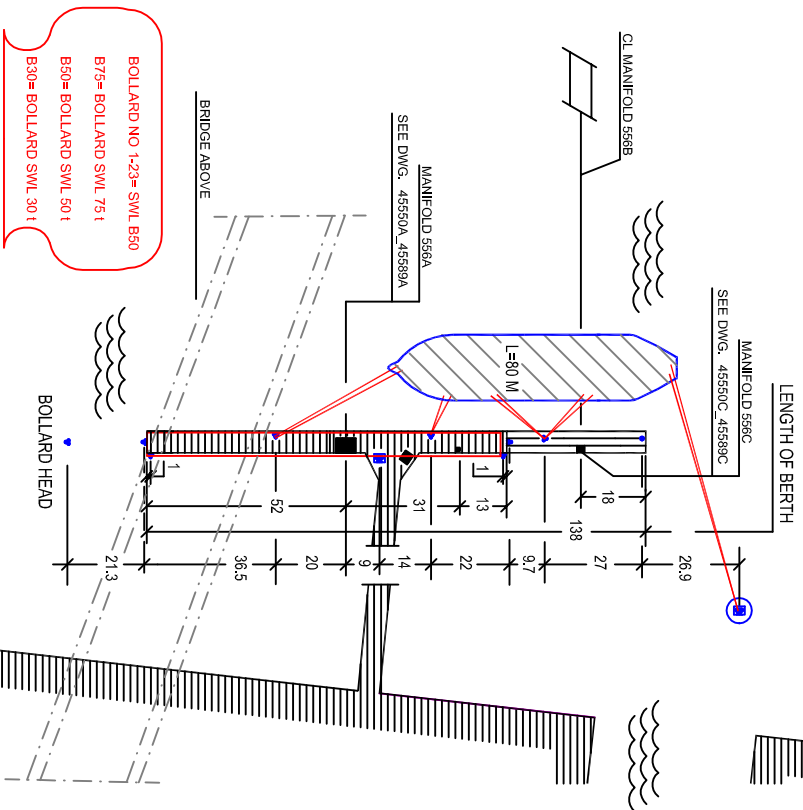 BOLLARD NO 1-23= SWL B50
B75= BOLLARD SWL 75 t
B50= BOLLARD SWL 50 t
B30= BOLLARD SWL 30 t
BRIDGE ABOVE
MANIFOLD 556A
SEE DWG. 45550A_45589A
CL MANIFOLD 556B
MANIFOLD 556C
SEE DWG. 45550C_45589C
LENGTH OF BERTH
L=80 M
BOLLARD HEAD
1
1
52
31
13
18
138
21.3
36.5
20
9
14
22
9.7
27
26.9